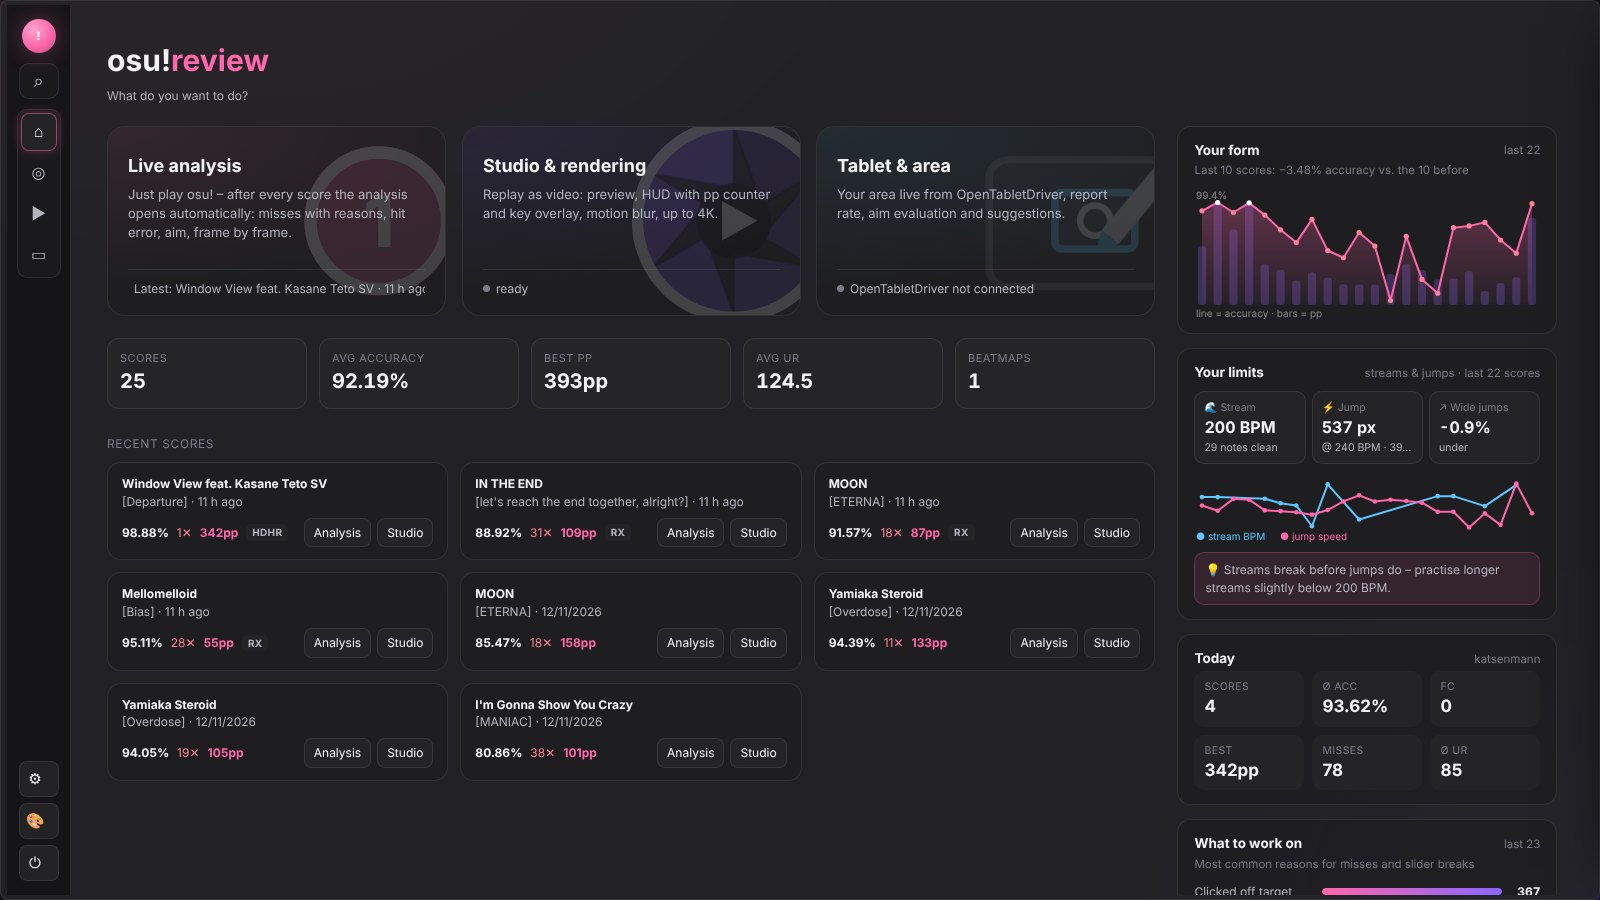 !
osu!review
What do you want to do?
Live analysis
Just play osu! – after every score the analysis
opens automatically: misses with reasons, hit
error, aim, frame by frame.
1
Latest: Window View feat. Kasane Teto SV · 11 h ago
Studio & rendering
Replay as video: preview, HUD with pp counter
and key overlay, motion blur, up to 4K.
ready
Tablet & area
Your area live from OpenTabletDriver, report
rate, aim evaluation and suggestions.
OpenTabletDriver not connected
SCORES
25
AVG ACCURACY
92.19%
BEST PP
393pp
AVG UR
124.5
BEATMAPS
1
RECENT SCORES
Window View feat. Kasane Teto SV
[Departure] · 11 h ago
98.88% 1× 342pp HDHR Analysis Studio
IN THE END
[let's reach the end together, alright?] · 11 h ago
88.92% 31× 109pp RX Analysis Studio
MOON
[ETERNA] · 11 h ago
91.57% 18× 87pp RX Analysis Studio
Mellomelloid
[Bias] · 11 h ago
95.11% 28× 55pp RX Analysis Studio
MOON
[ETERNA] · 12/11/2026
85.47% 18× 158pp Analysis Studio
Yamiaka Steroid
[Overdose] · 12/11/2026
94.39% 11× 133pp Analysis Studio
Yamiaka Steroid
[Overdose] · 12/11/2026
94.05% 19× 105pp Analysis Studio
I'm Gonna Show You Crazy
[MANIAC] · 12/11/2026
80.86% 38× 101pp Analysis Studio
Your form last 22
Last 10 scores: −3.48% accuracy vs. the 10 before
99.4%
line = accuracy · bars = pp
Your limits streams & jumps · last 22 scores
🌊 Stream
200 BPM
29 notes clean
⚡ Jump
537 px
@ 240 BPM · 39...
↗ Wide jumps
-0.9%
under
stream BPM jump speed
💡 Streams break before jumps do – practise longer
streams slightly below 200 BPM.
Today katsenmann
SCORES
4
Ø ACC
93.62%
FC
0
BEST
342pp
MISSES
78
Ø UR
85
What to work on last 23
Most common reasons for misses and slider breaks
Clicked off target 367